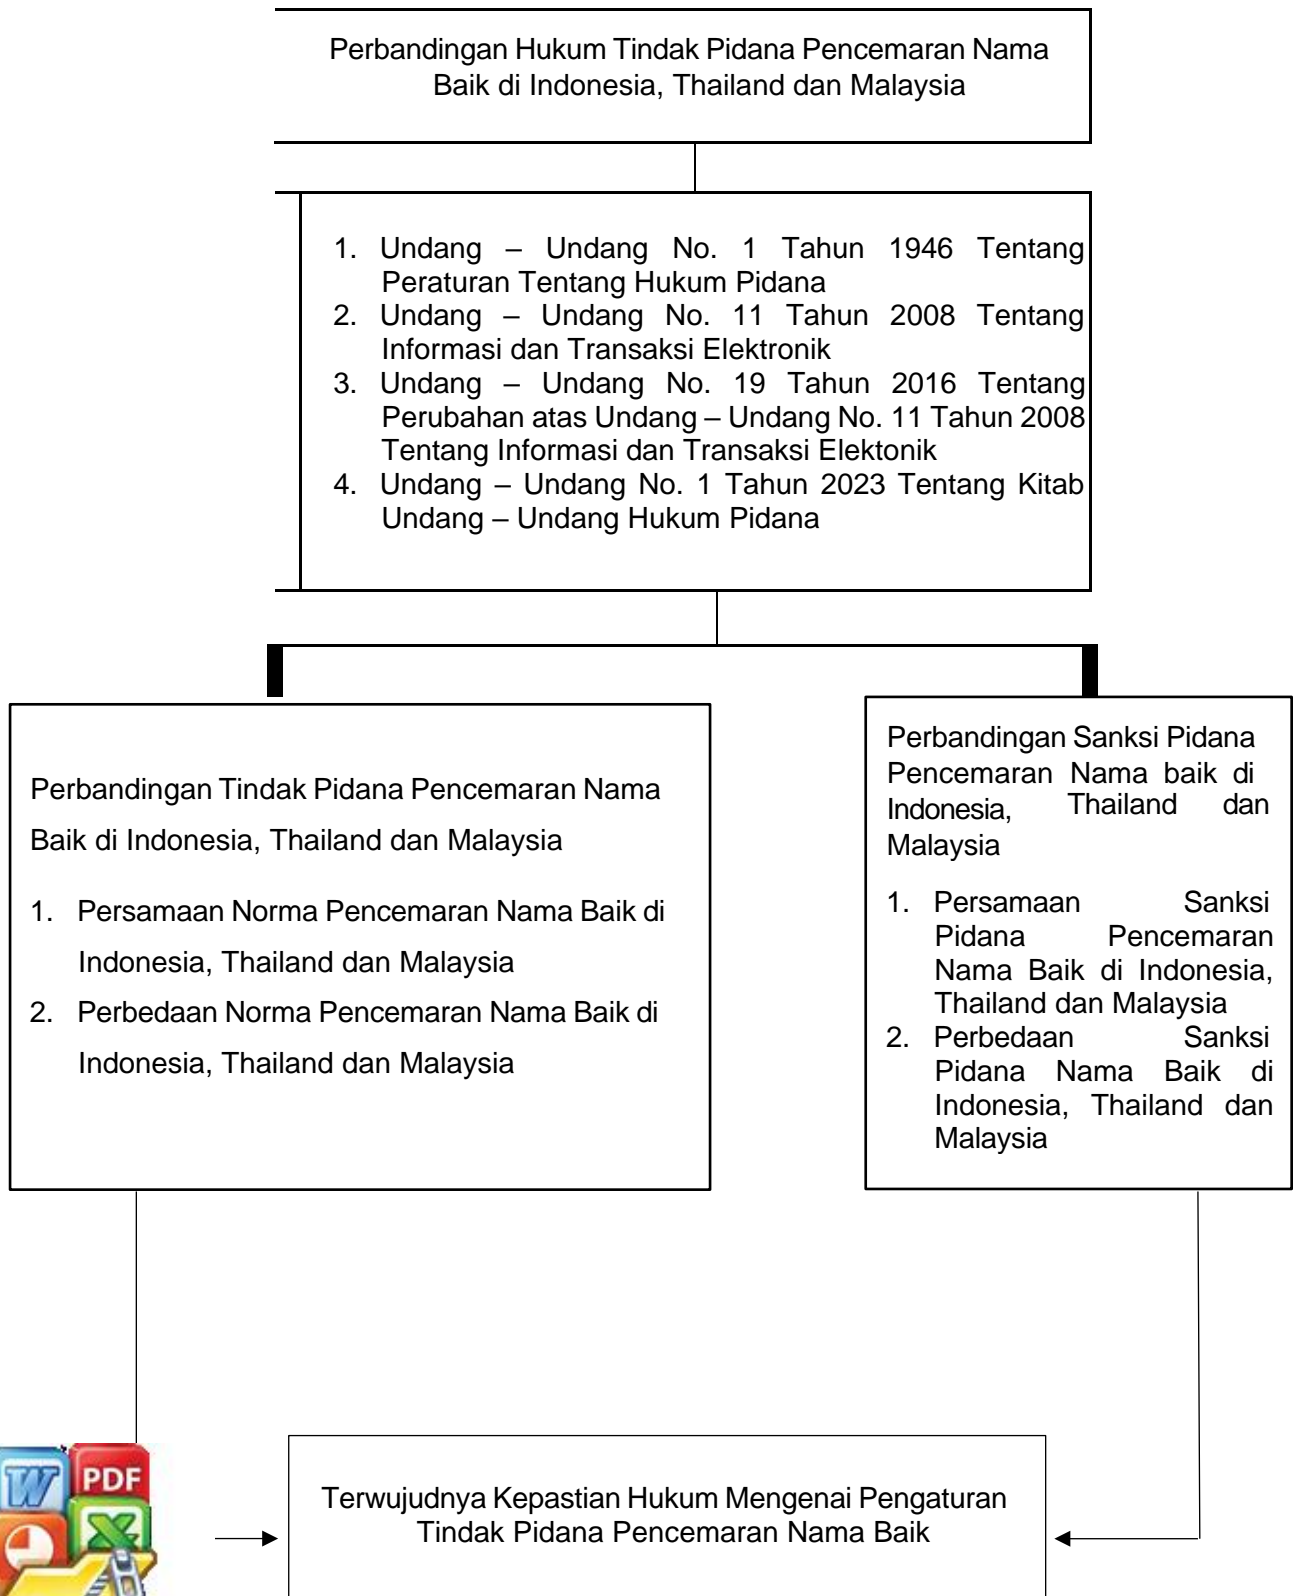 Perbandingan Hukum Tindak Pidana Pencemaran Nama
Baik di Indonesia, Thailand dan Malaysia
1. Undang – Undang No. 1 Tahun 1946 Tentang
Peraturan Tentang Hukum Pidana
2. Undang – Undang No. 11 Tahun 2008 Tentang
Informasi dan Transaksi Elektronik
3. Undang – Undang No. 19 Tahun 2016 Tentang
Perubahan atas Undang – Undang No. 11 Tahun 2008
Tentang Informasi dan Transaksi Elektonik
4. Undang – Undang No. 1 Tahun 2023 Tentang Kitab
Undang – Undang Hukum Pidana
Perbandingan Tindak Pidana Pencemaran Nama
Baik di Indonesia, Thailand dan Malaysia
1. Persamaan Norma Pencemaran Nama Baik di
Indonesia, Thailand dan Malaysia
2. Perbedaan Norma Pencemaran Nama Baik di
Indonesia, Thailand dan Malaysia
Perbandingan Sanksi Pidana
Pencemaran Nama baik di
Indonesia, Thailand dan
Malaysia
1. Persamaan Sanksi
Pidana Pencemaran
Nama Baik di Indonesia,
Thailand dan Malaysia
2. Perbedaan Sanksi
Pidana Nama Baik di
Indonesia, Thailand dan
Malaysia
W PDF
X
Terwujudnya Kepastian Hukum Mengenai Pengaturan
Tindak Pidana Pencemaran Nama Baik